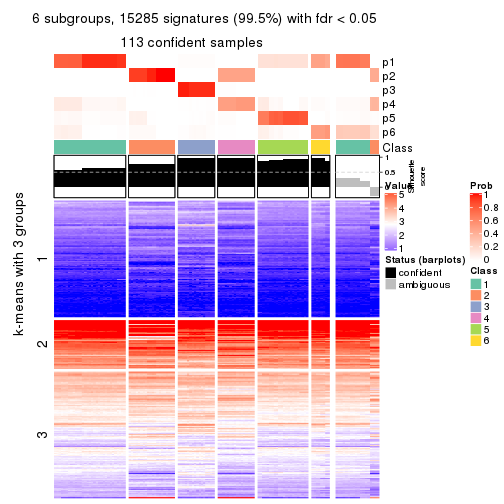 6 subgroups, 15285 signatures (99.5%) with fdr < 0.05
113 confident samples
p1
p2
p3
p4
p5
p6
Class
1
0.5
0
Silhouette
score
k-means with 3 groups
1
2
3
Value
5
4
3
2
1
Status (barplots)
confident
ambiguous
Prob
1
0.8
0.6
0.4
0.2
0
Class
1
2
3
4
5
6